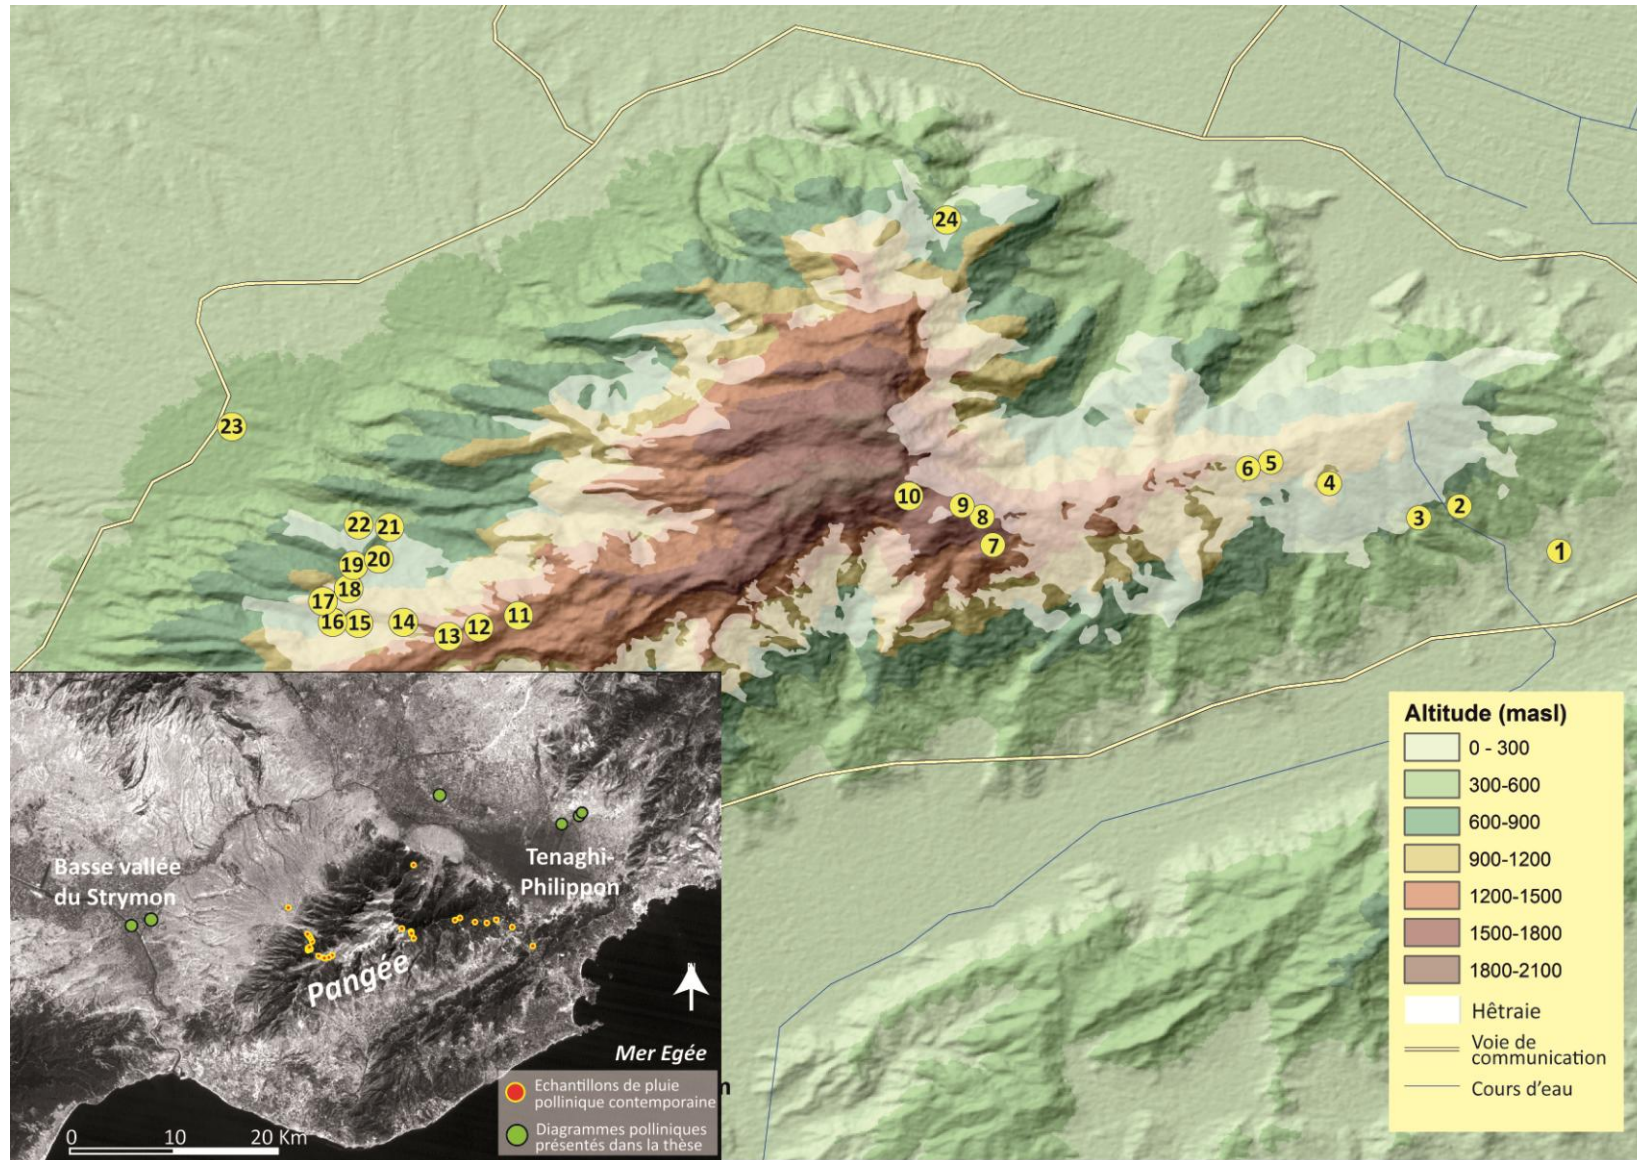 24
23
6
5
4
10
9
8
7
3
2
1
22
21
20
19
18
17
16
15
14
13
12
11
Basse vallée
du Strymon
Tenaghi-
Philippon
Pangée
Mer Egée
Echantillons de pluie
pollinique contemporaine
Diagrammes polliniques
présentés dans la thèse
0 10 20 Km
n
Altitude (masl)
0 - 300
300-600
600-900
900-1200
1200-1500
1500-1800
1800-2100
Hêtraie
Voie de
communication
Cours d'eau